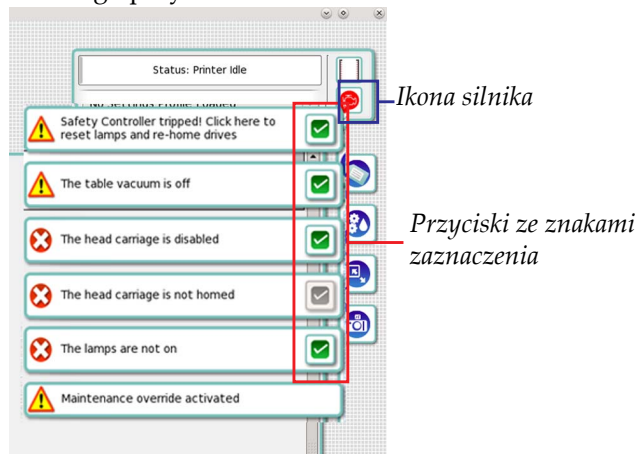 Status: Printer Idle
Ikona silnika
Safety Controller tripped! Click here to
reset lamps and re-home drives
The table vacuum is off
Przyciski ze znakami
zaznaczenia
The head carriage is disabled
The head carriage is not homed
The lamps are not on
Maintenance override activated